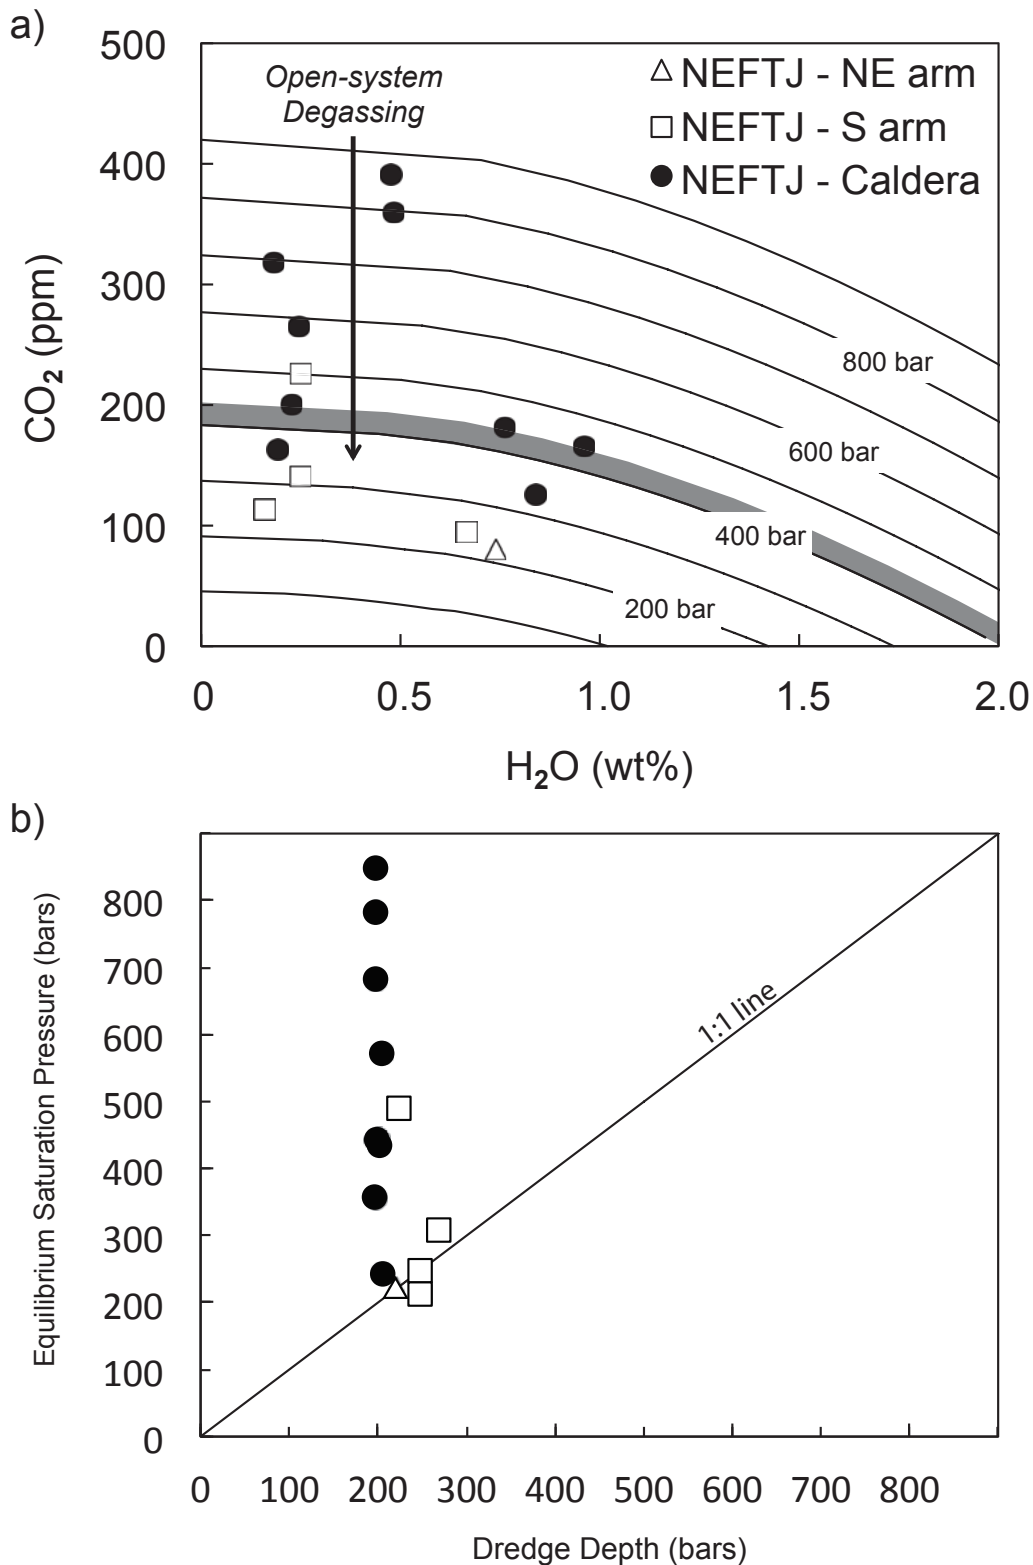 a)
500
400
300
200
100
0
CO2 (ppm)
Open-system
Degassing
NEFTJ - NE arm
NEFTJ - S arm
NEFTJ - Caldera
800 bar
600 bar
400 bar
200 bar
0
0.5
1.0
1.5
2.0
H2O (wt%)
b)
Equilibrium Saturation Pressure (bars)
800
700
600
500
400
300
200
100
0
1:1 line
0
100
200
300
400
500
600
700
800
Dredge Depth (bars)